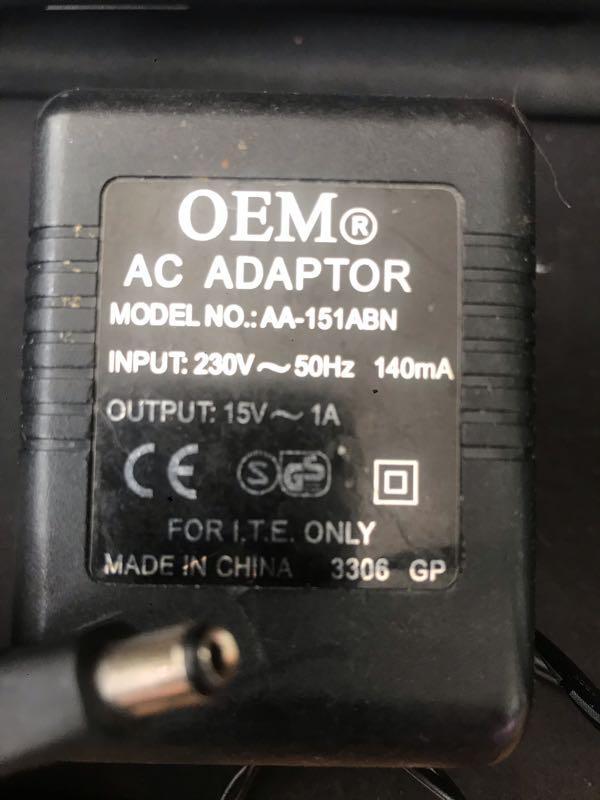 OEM®
AC ADAPTOR
MODEL NO.: AA-151ABN
INPUT: 230V～50Hz 140mA
OUTPUT: 15V～1A
CE S GS
FOR I.T.E. ONLY
MADE IN CHINA 3306 GP